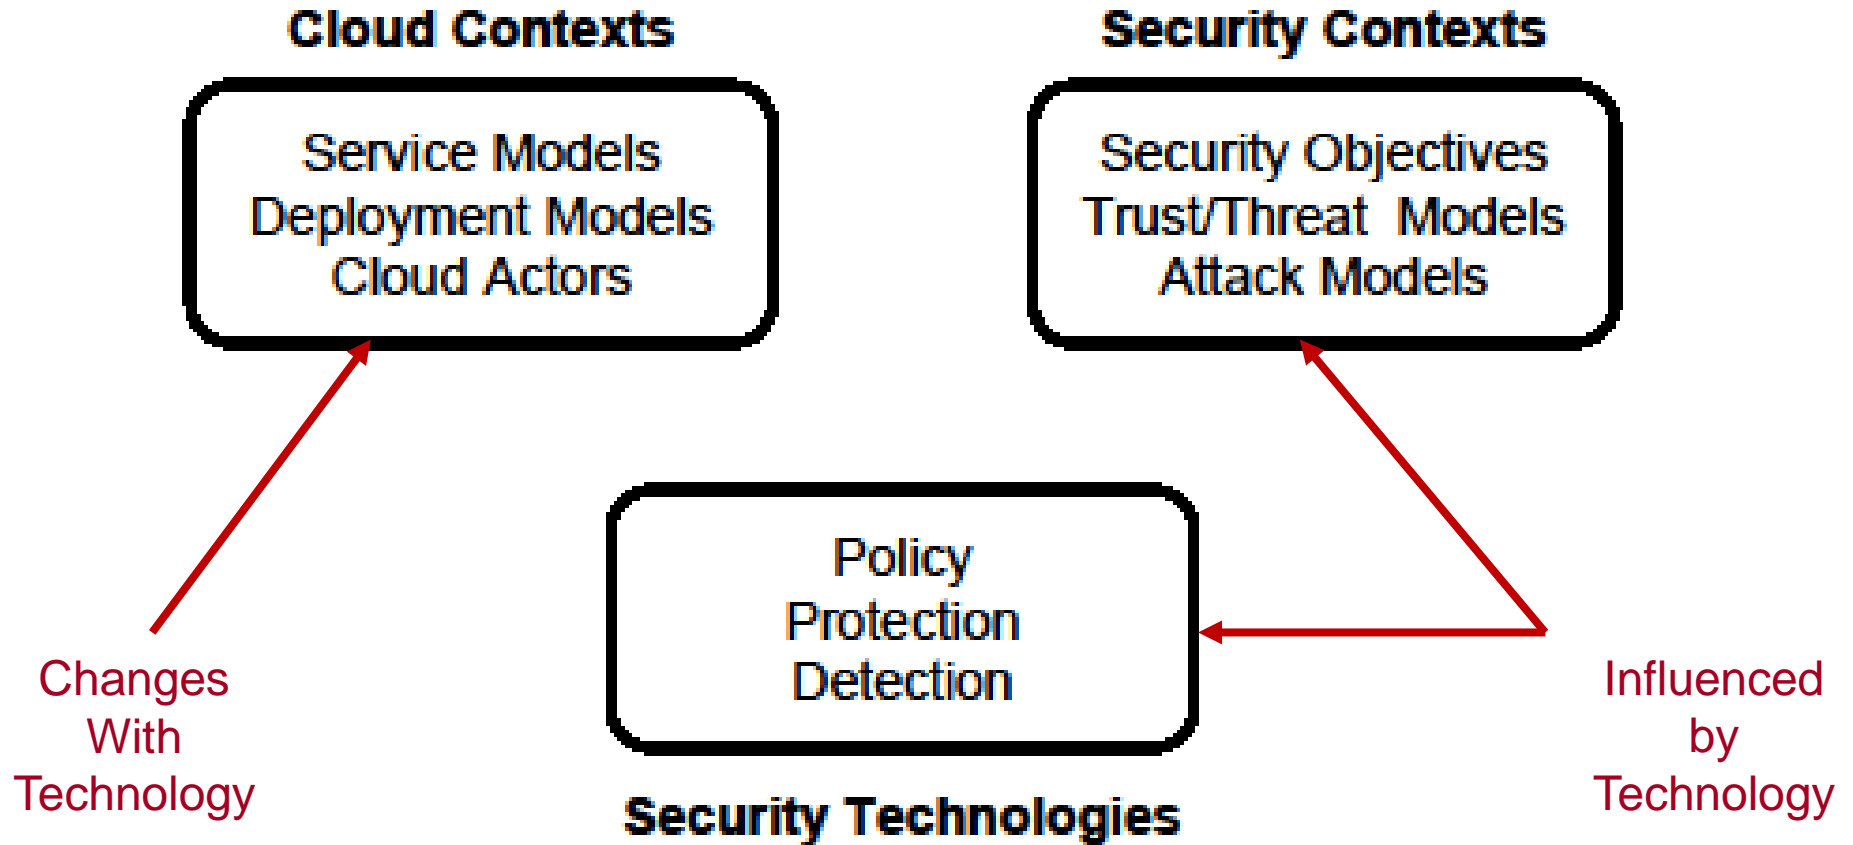 Cloud Contexts
Service Models
Deployment Models
Cloud Actors
Security Contexts
Security Objectives
Trust/Threat Models
Attack Models
Policy
Protection
Detection
Security Technologies
Changes
With
Technology
Influenced
by
Technology